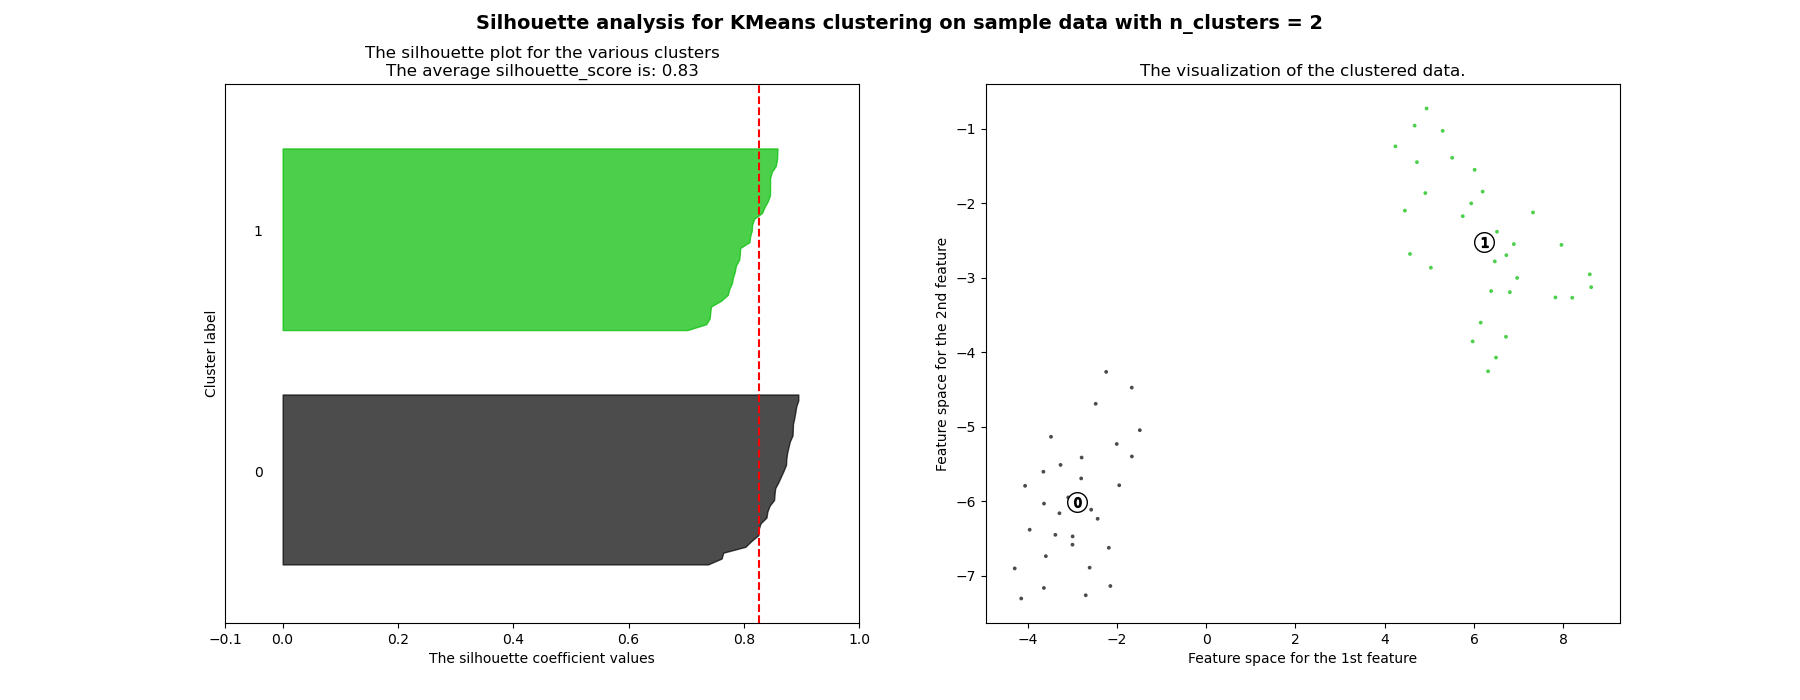 Silhouette analysis for KMeans clustering on sample data with n_clusters = 2
The silhouette plot for the various clusters
The average silhouette_score is: 0.83
1
0
Cluster label
−0.1 0.0 0.2 0.4 0.6 0.8 1.0
The silhouette coefficient values
The visualization of the clustered data.
−1
−2
−3
−4
−5
−6
−7
Feature space for the 2nd feature
1
0
−4 −2 0 2 4 6 8
Feature space for the 1st feature